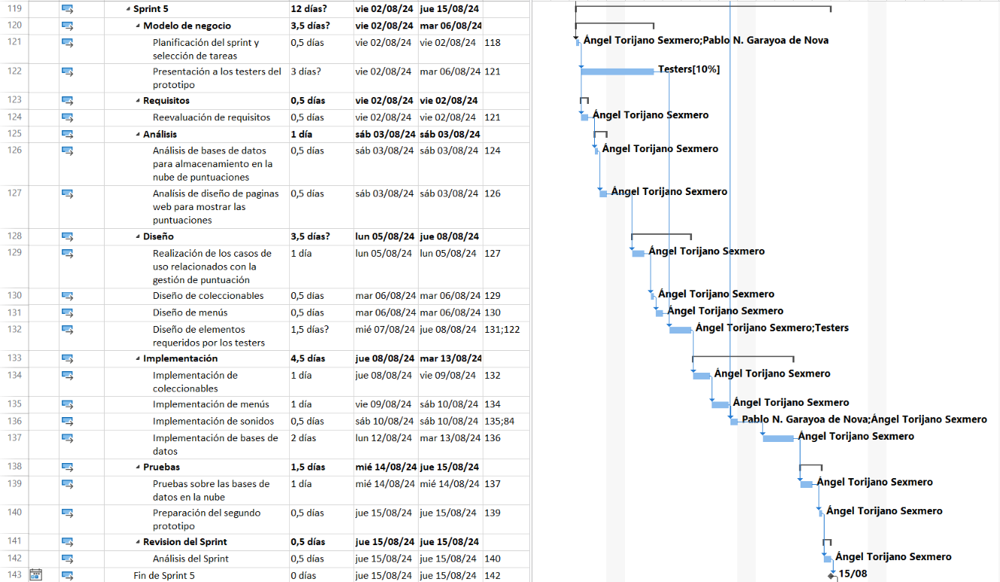 119 Sprint 5 12 días? vie 02/08/24 jue 15/08/24
120 Modelo de negocio 3,5 días? vie 02/08/24 mar 06/08/24
121 Planificación del sprint y 0,5 días vie 02/08/24 vie 02/08/24 118 Ángel Torijano Sexmero;Pablo N. Garayoa de Nova
selección de tareas
122 Presentación a los testers del 3 días? vie 02/08/24 mar 06/08/24 121 Testers[10%]
prototipo
123 Requisitos 0,5 días vie 02/08/24 vie 02/08/24
124 Reevaluación de requisitos 0,5 días vie 02/08/24 vie 02/08/24 121 Ángel Torijano Sexmero
125 Análisis 1 día sáb 03/08/24 sáb 03/08/24
126 Análisis de bases de datos 0,5 días sáb 03/08/24 sáb 03/08/24 124 Ángel Torijano Sexmero
para almacenamiento en la
nube de puntuaciones
127 Analísis de diseño de paginas 0,5 días sáb 03/08/24 sáb 03/08/24 126 Ángel Torijano Sexmero
web para mostrar las
puntuaciones
128 Diseño 3,5 días? lun 05/08/24 jue 08/08/24
129 Realización de los casos de 1 día lun 05/08/24 lun 05/08/24 127 Ángel Torijano Sexmero
uso relacionados con la
gestión de puntuación
130 Diseño de coleccionables 0,5 días mar 06/08/24 mar 06/08/24 129 Ángel Torijano Sexmero
131 Diseño de menús 0,5 días mar 06/08/24 mar 06/08/24 130 Ángel Torijano Sexmero
132 Diseño de elementos 1,5 días? mié 07/08/24 jue 08/08/24 131;122 Ángel Torijano Sexmero;Testers
requeridos por los testers
133 Implementación 4,5 días jue 08/08/24 mar 13/08/24
134 Implementación de 1 día jue 08/08/24 vie 09/08/24 132 Ángel Torijano Sexmero
coleccionables
135 Implementación de menús 1 día vie 09/08/24 sáb 10/08/24 134 Ángel Torijano Sexmero
136 Implementación de sonidos 0,5 días sáb 10/08/24 sáb 10/08/24 135;84 Pablo N. Garayoa de Nova;Ángel Torijano Sexmero
137 Implementación de bases de 2 días lun 12/08/24 mar 13/08/24 136 Ángel Torijano Sexmero
datos
138 Pruebas 1,5 días mié 14/08/24 jue 15/08/24
139 Pruebas sobre las bases de 1 día mié 14/08/24 mié 14/08/24 137 Ángel Torijano Sexmero
datos en la nube
140 Preparación del segundo 0,5 días jue 15/08/24 jue 15/08/24 139 Ángel Torijano Sexmero
prototipo
141 Revision del Sprint 0,5 días jue 15/08/24 jue 15/08/24
142 Análisis del Sprint 0,5 días jue 15/08/24 jue 15/08/24 140 Ángel Torijano Sexmero
143 Fin de Sprint 5 0 días jue 15/08/24 jue 15/08/24 142 15/08